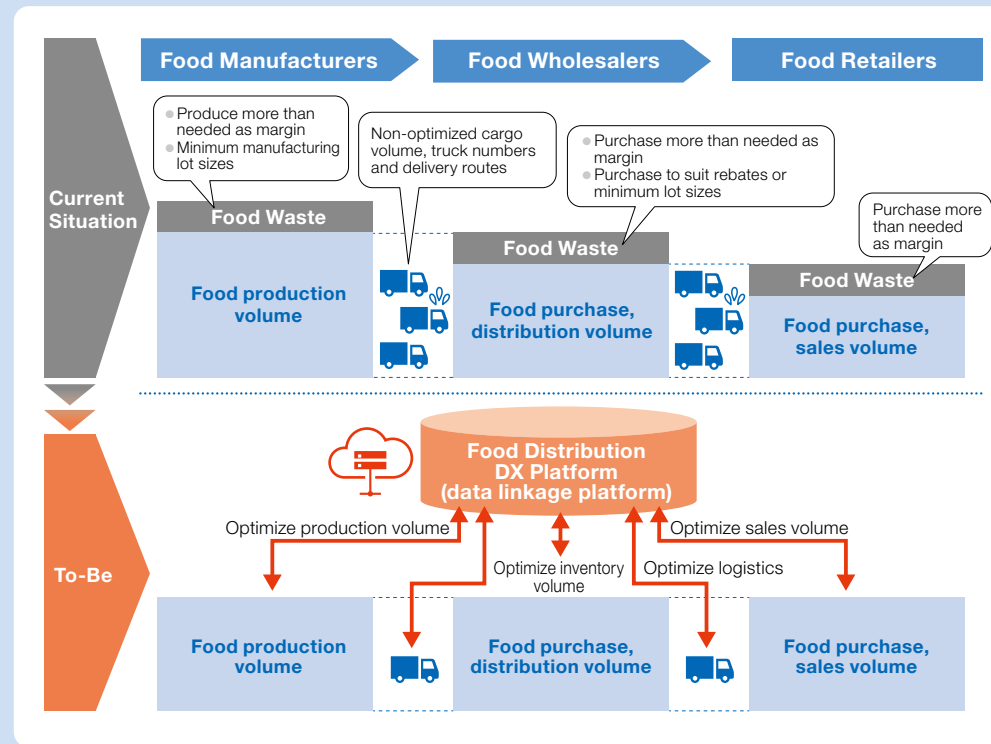 Food Manufacturers
Food Wholesalers
Food Retailers
Current
Situation
Produce more than
needed as margin
Minimum manufacturing
lot sizes
Non-optimized cargo
volume, truck numbers
and delivery routes
Purchase more than needed as
margin
Purchase to suit rebates or
minimum lot sizes
Purchase more
than needed
as margin
Food Waste
Food production
volume
Food Waste
Food purchase,
distribution volume
Food Waste
Food purchase,
sales volume
To-Be
Food Distribution
DX Platform
(data linkage platform)
Optimize production volume
Optimize inventory
volume
Optimize logistics
Optimize sales volume
Food production
volume
Food purchase,
distribution volume
Food purchase,
sales volume